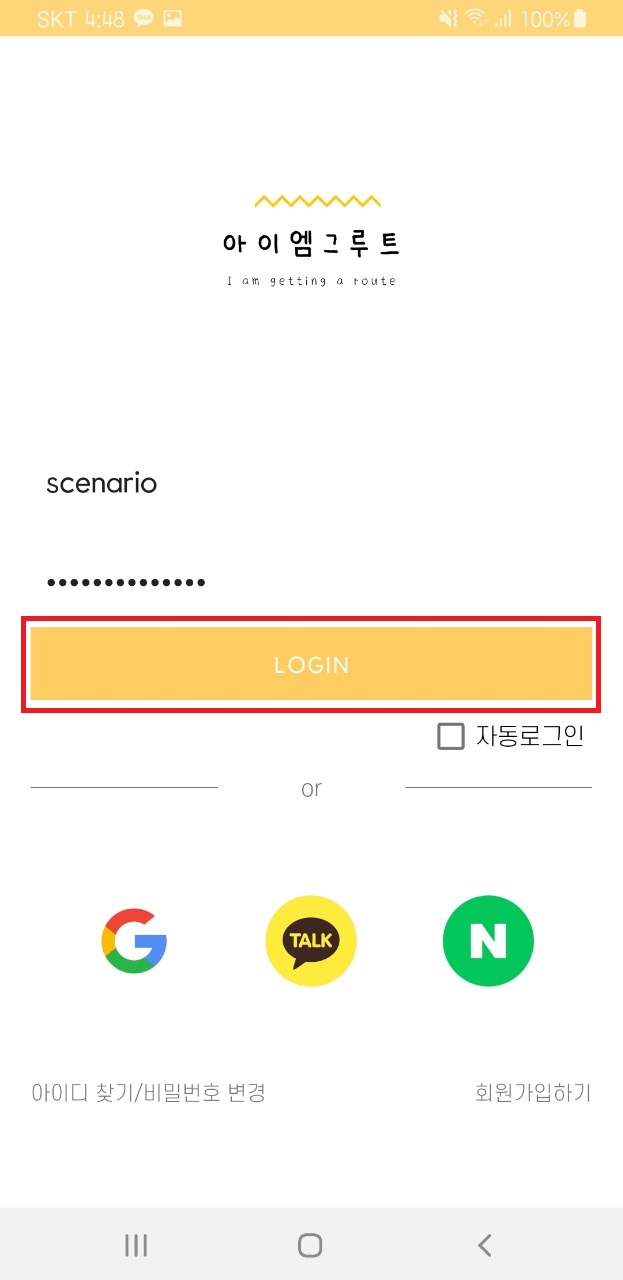 SKT 4:48 TALK 100%
아이엠그루트
I am getting a route
scenario
••••••••••••••
LOGIN
자동로그인
or
G TALK N
아이디 찾기/비밀번호 변경 회원가입하기